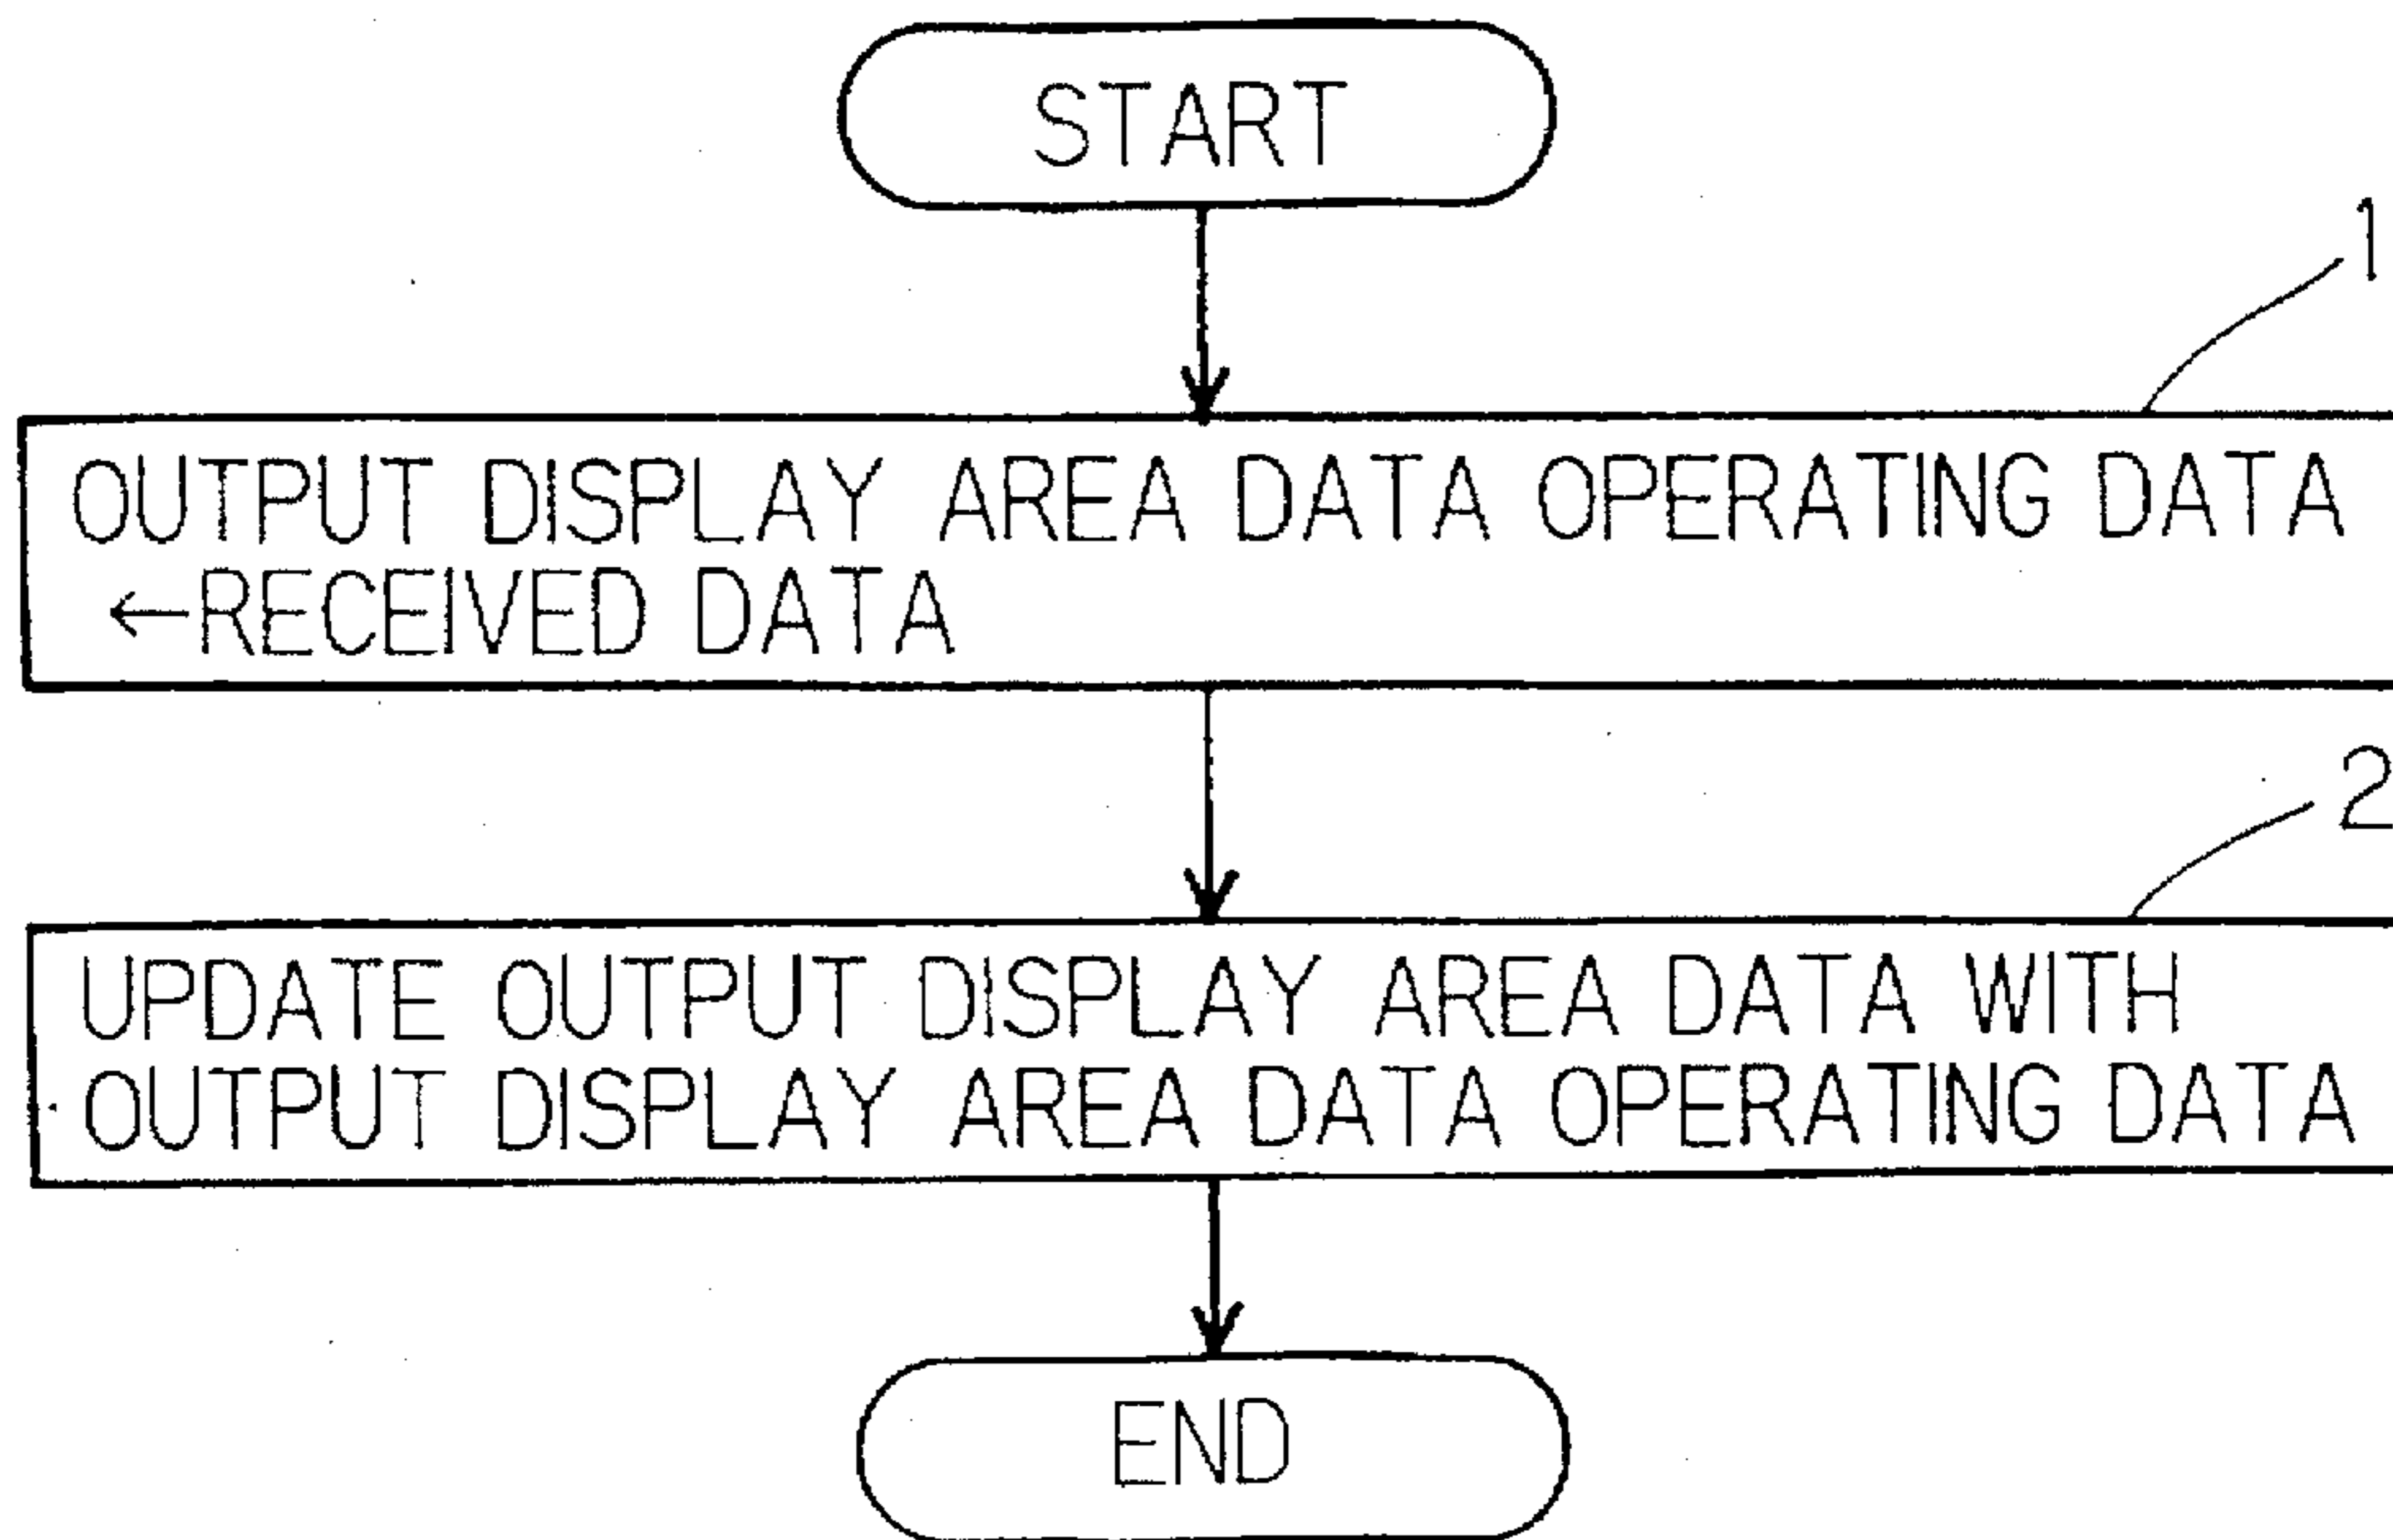 START
1
OUTPUT DISPLAY AREA DATA OPERATING DATA
←RECEIVED DATA
2
UPDATE OUTPUT DISPLAY AREA DATA WITH
OUTPUT DISPLAY AREA DATA OPERATING DATA
END